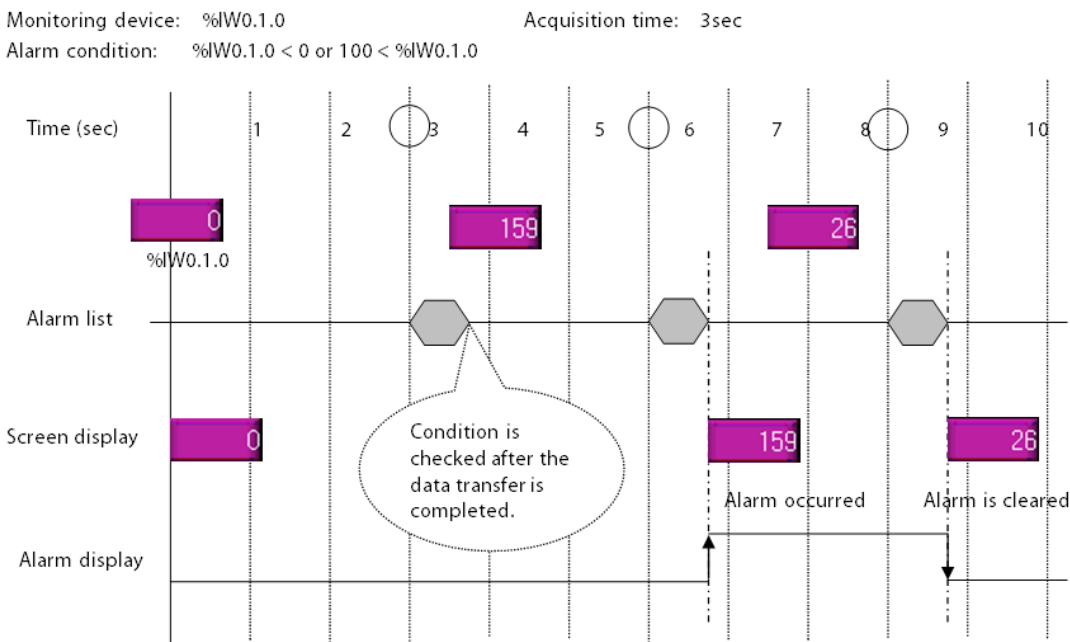 Monitoring device: %IW0.1.0 Acquisition time: 3sec
Alarm condition: %IW0.1.0 < 0 or 100 < %IW0.1.0
Time (sec) 1 2 3 4 5 6 7 8 9 10
0 159 26
%IW0.1.0
Alarm list
Screen display 0 159 26
Condition is
checked after the
data transfer is
completed.
Alarm occurred Alarm is cleared
Alarm display